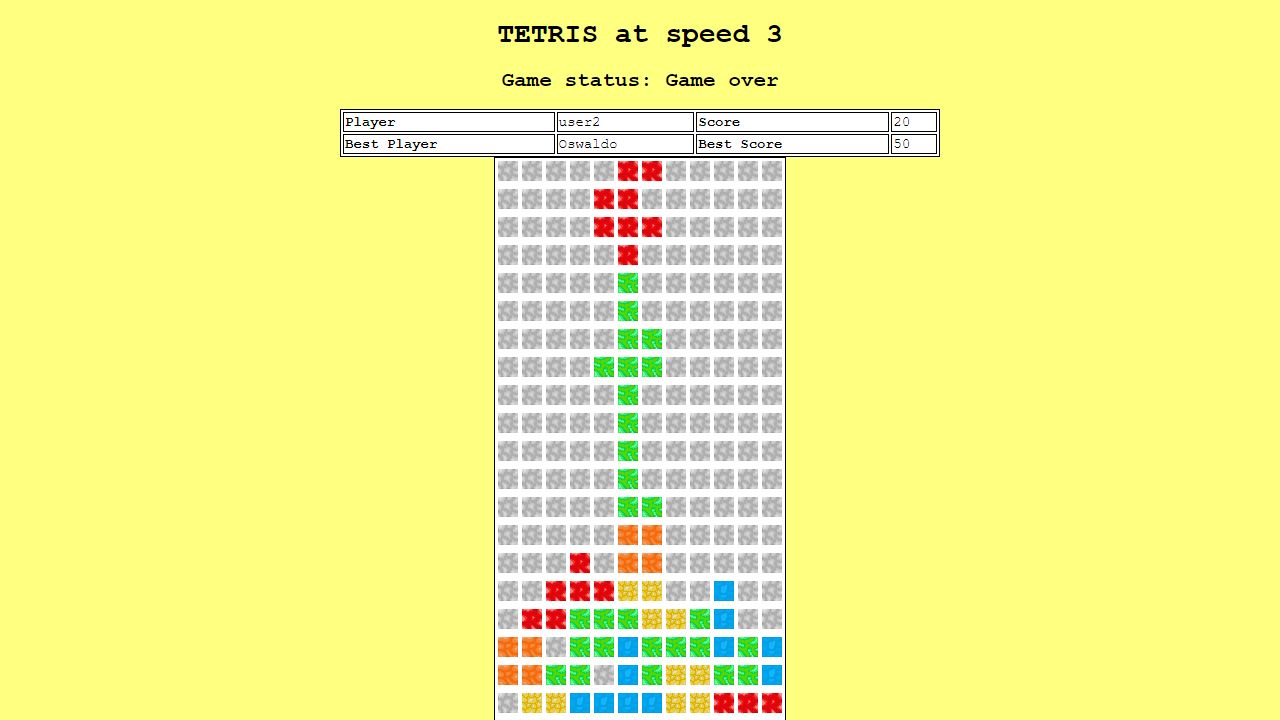 TETRIS at speed 3
Game status: Game over
Player user2 Score 20
Best Player Oswaldo Best Score 50